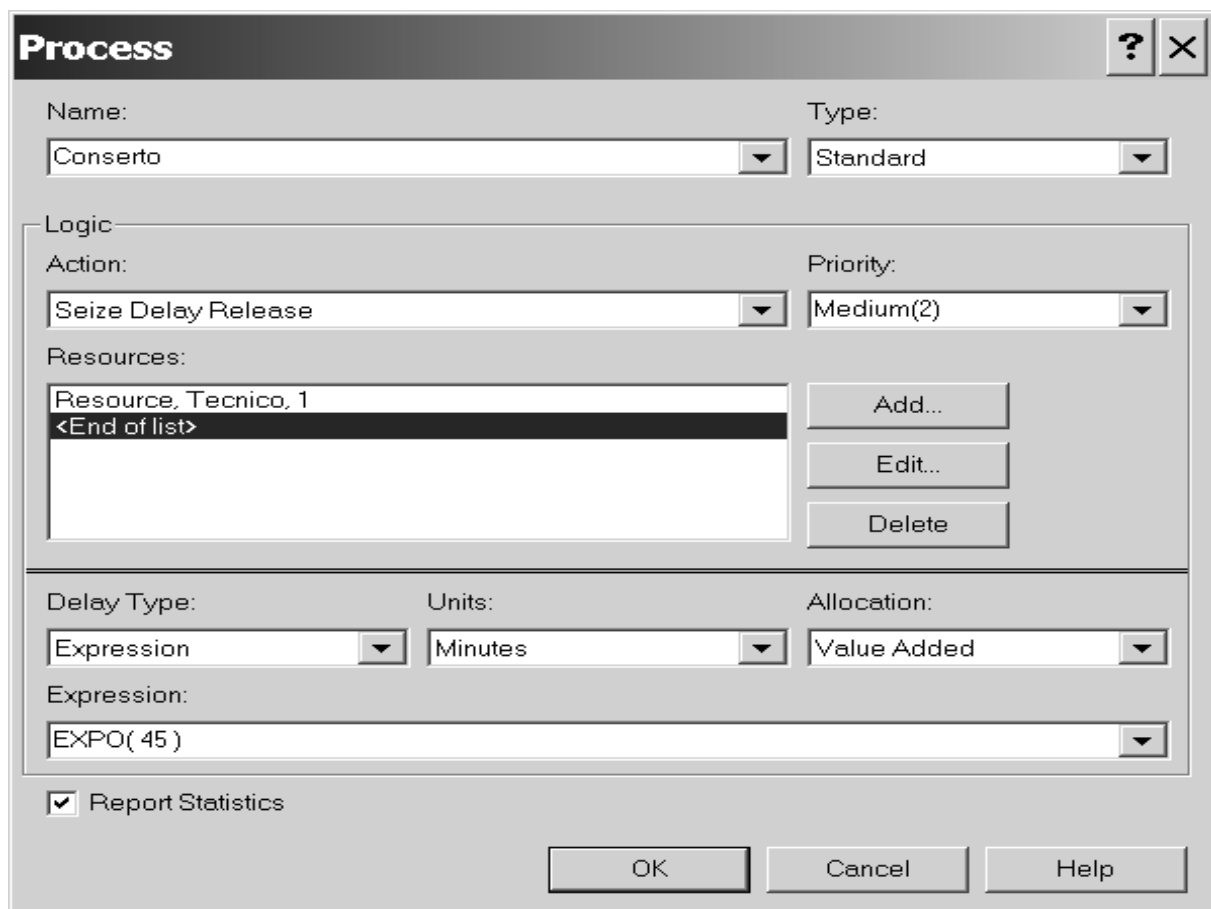 Process
Name: Type:
Conserto Standard
Logic
Action: Priority:
Seize Delay Release Medium(2)
Resources:
Resource, Tecnico, 1
<End of list>
Add...
Edit...
Delete
Delay Type: Units: Allocation:
Expression Minutes Value Added
Expression:
EXPO( 45 )
Report Statistics
OK Cancel Help